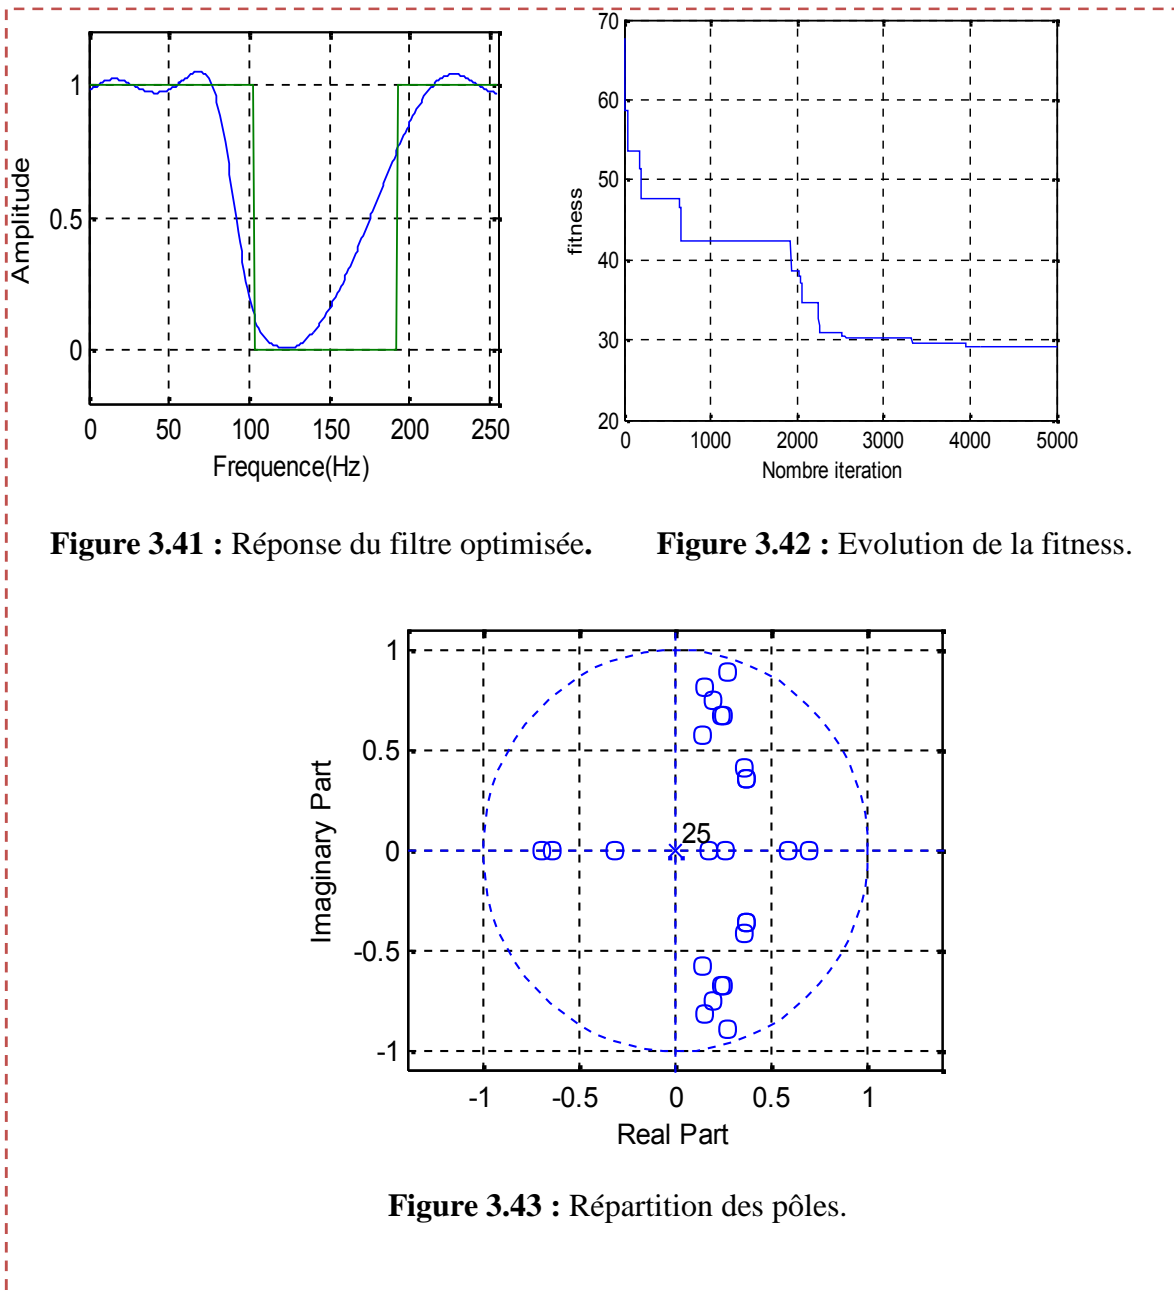 1
0.5
0
Amplitude
0 50 100 150 200 250
Frequence(Hz)
70
60
50
40
30
20
fitness
0 1000 2000 3000 4000 5000
Nombre iteration
Figure 3.41 : Réponse du filtre optimisée.
Figure 3.42 : Evolution de la fitness.
1
0.5
0
-0.5
-1
Imaginary Part
25
-1 -0.5 0 0.5 1
Real Part
Figure 3.43 : Répartition des pôles.